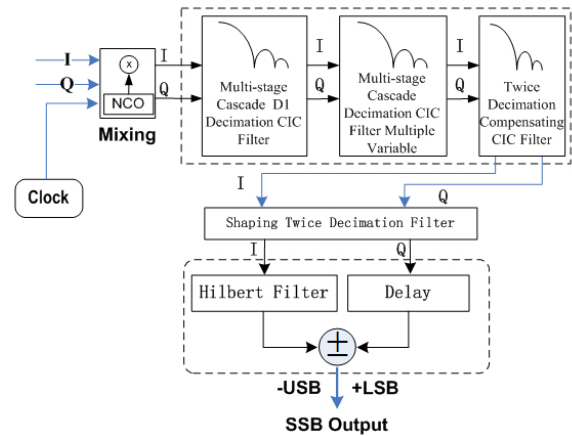 I
Q
x
NCO
Mixing
Clock
I
Q
Multi-stage
Cascade D1
Decimation CIC
Filter
I
Q
Multi-stage
Cascade
Decimation CIC
Filter Multiple
Variable
I
Q
Twice
Decimation
Compensating
CIC Filter
I
Q
Shaping Twice Decimation Filter
I
Q
Hilbert Filter
Delay
±
-USB +LSB
SSB Output